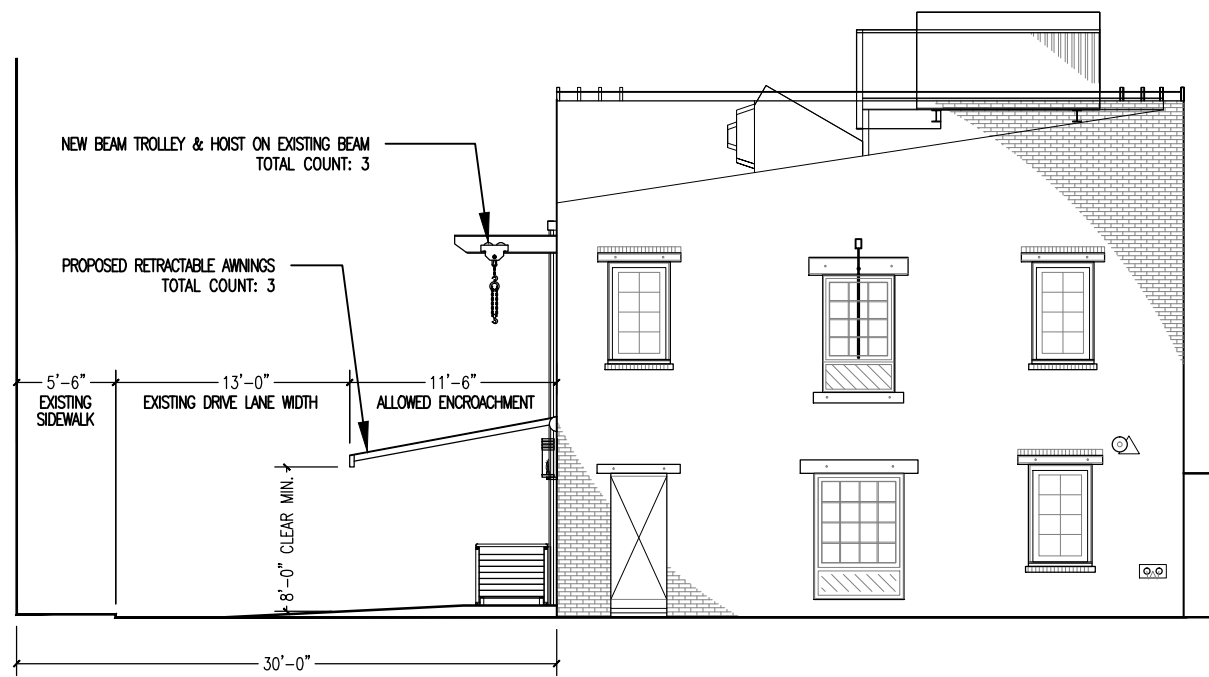 NEW BEAM TROLLEY & HOIST ON EXISTING BEAM
TOTAL COUNT: 3
PROPOSED RETRACTABLE AWNINGS
TOTAL COUNT: 3
5'-6"
EXISTING
SIDEWALK
13'-0"
EXISTING DRIVE LANE WIDTH
11'-6"
ALLOWED ENCROACHMENT
8'-0" CLEAR MIN.
30'-0"